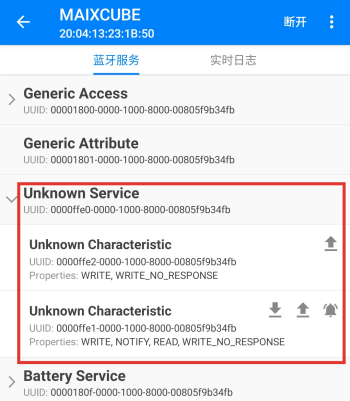 MAIXCUBE
20:04:13:23:1B:50
断开
蓝牙服务
实时日志
Generic Access
UUID: 00001800-0000-1000-8000-00805f9b34fb
Generic Attribute
UUID: 00001801-0000-1000-8000-00805f9b34fb
Unknown Service
UUID: 0000ffe0-0000-1000-8000-00805f9b34fb
Unknown Characteristic
UUID: 0000ffe2-0000-1000-8000-00805f9b34fb
Properties: WRITE, WRITE_NO_RESPONSE
Unknown Characteristic
UUID: 0000ffe1-0000-1000-8000-00805f9b34fb
Properties: WRITE, NOTIFY, READ, WRITE_NO_RESPONSE
Battery Service
UUID: 0000180f-0000-1000-8000-00805f9b34fb